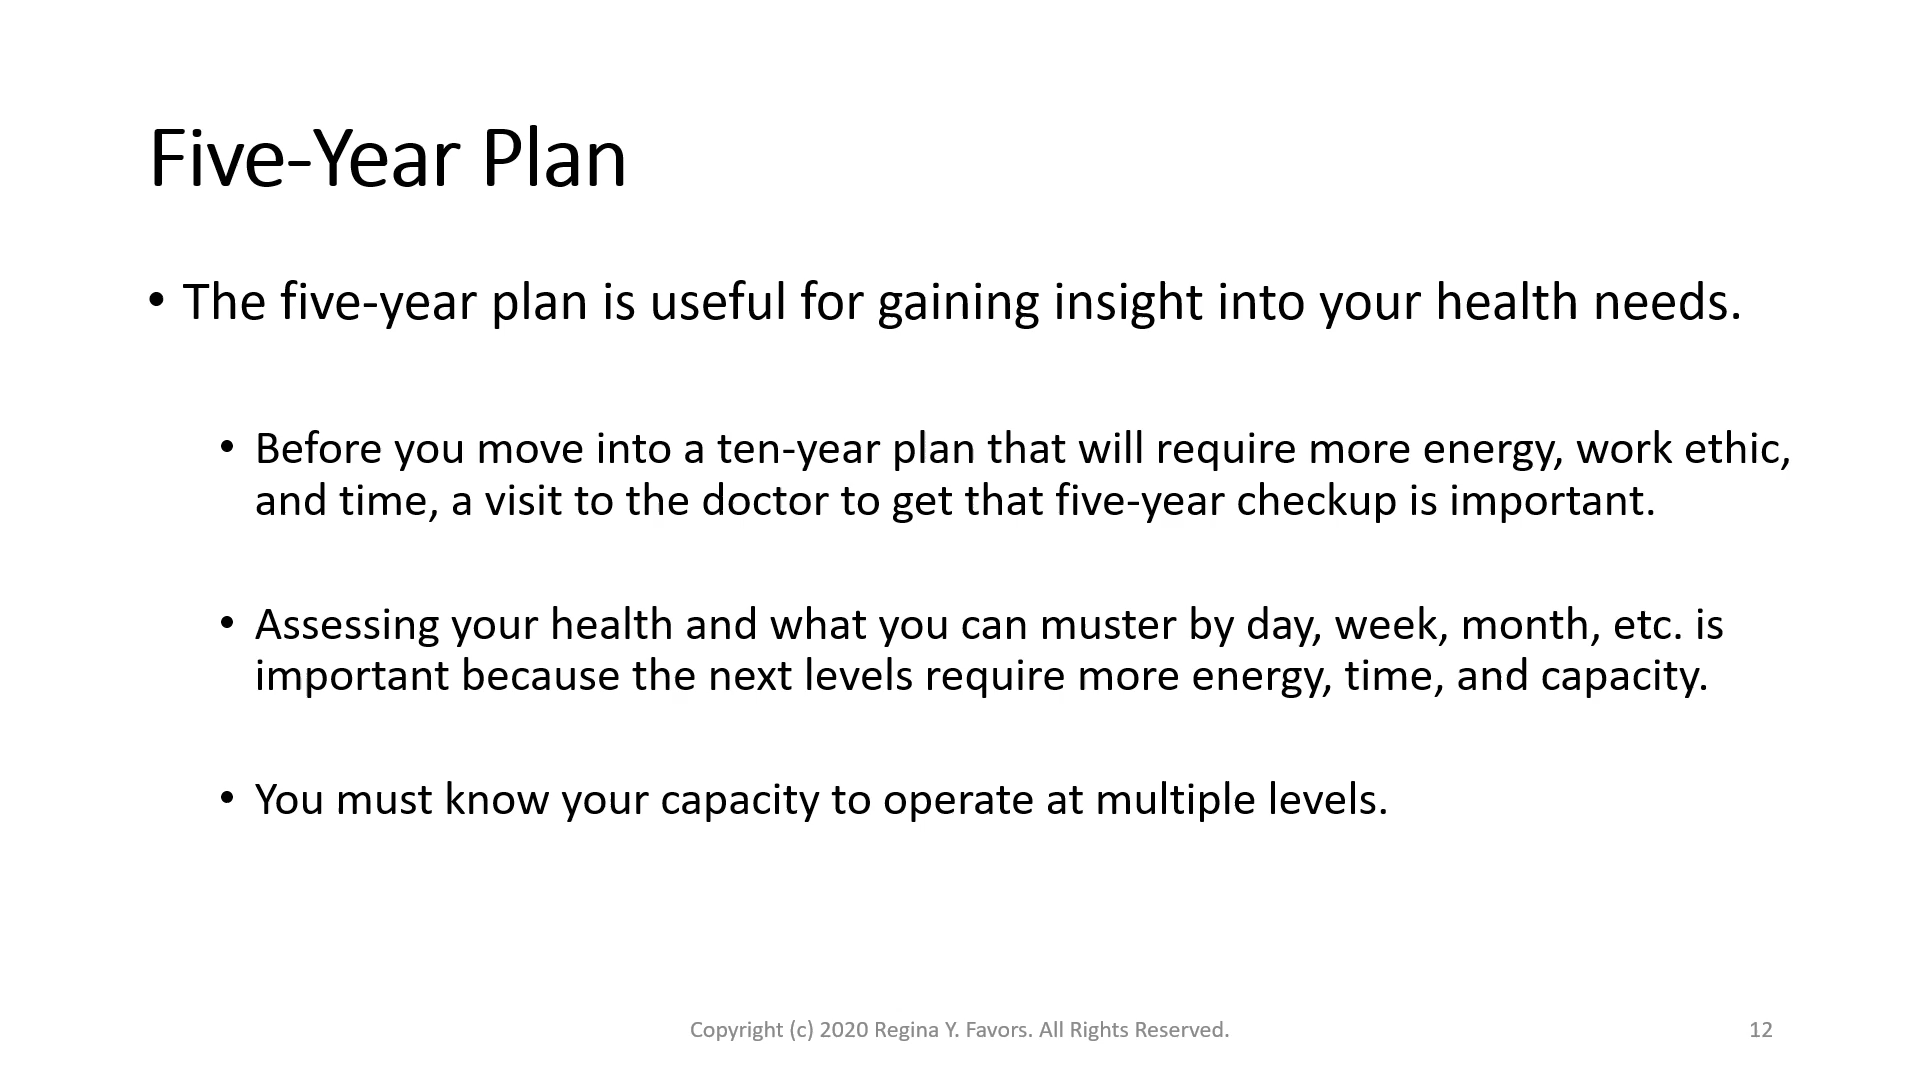 Five-Year Plan
• The five-year plan is useful for gaining insight into your health needs.
• Before you move into a ten-year plan that will require more energy, work ethic,
and time, a visit to the doctor to get that five-year checkup is important.
• Assessing your health and what you can muster by day, week, month, etc. is
important because the next levels require more energy, time, and capacity.
• You must know your capacity to operate at multiple levels.
Copyright (c) 2020 Regina Y. Favors. All Rights Reserved.
12